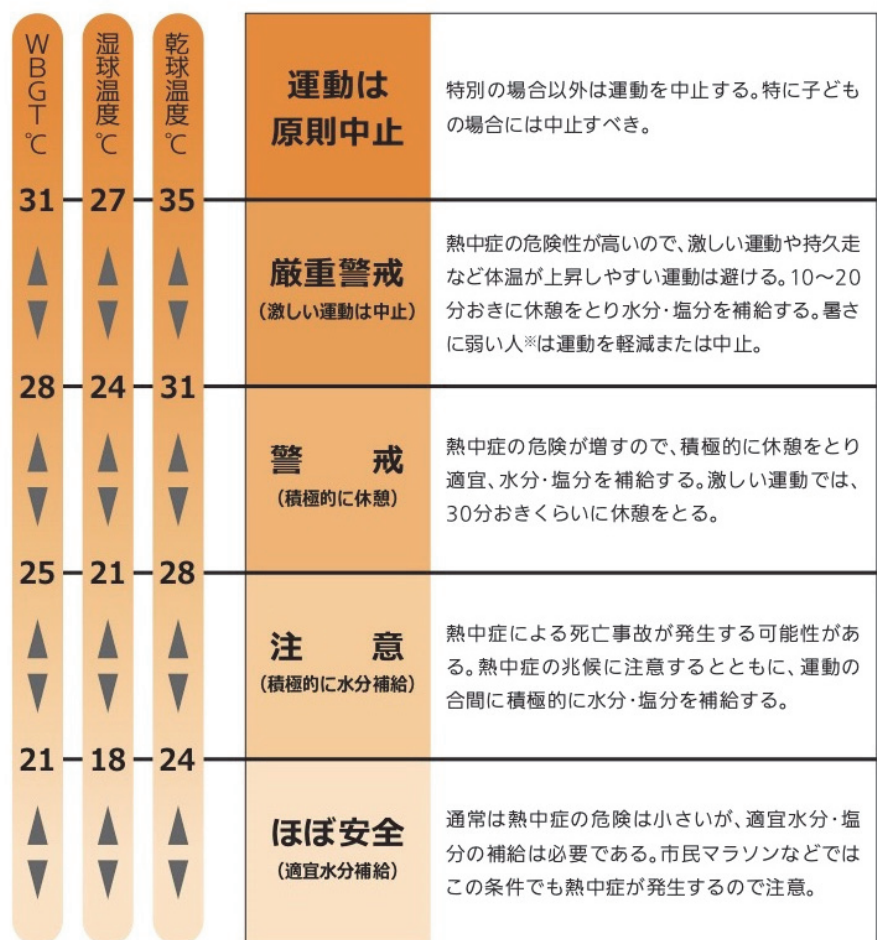 WBGT℃
湿球温度℃
乾球温度℃
運動は
原則中止
特別の場合以外は運動を中止する。特に子ども
の場合には中止すべき。
31 27 35
厳重警戒
(激しい運動は中止)
熱中症の危険性が高いので、激しい運動や持久走
など体温が上昇しやすい運動は避ける。10〜20
分おきに休憩をとり水分・塩分を補給する。暑さ
に弱い人※は運動を軽減または中止。
28 24 31
警 戒
(積極的に休憩)
熱中症の危険が増すので、積極的に休憩をとり
適宜、水分・塩分を補給する。激しい運動では、
30分おきくらいに休憩をとる。
25 21 28
注 意
(積極的に水分補給)
熱中症による死亡事故が発生する可能性があ
る。熱中症の兆候に注意するとともに、運動の
合間に積極的に水分・塩分を補給する。
21 18 24
ほぼ安全
(適宜水分補給)
通常は熱中症の危険は小さいが、適宜水分・塩
分の補給は必要である。市民マラソンなどでは
この条件でも熱中症が発生するので注意。